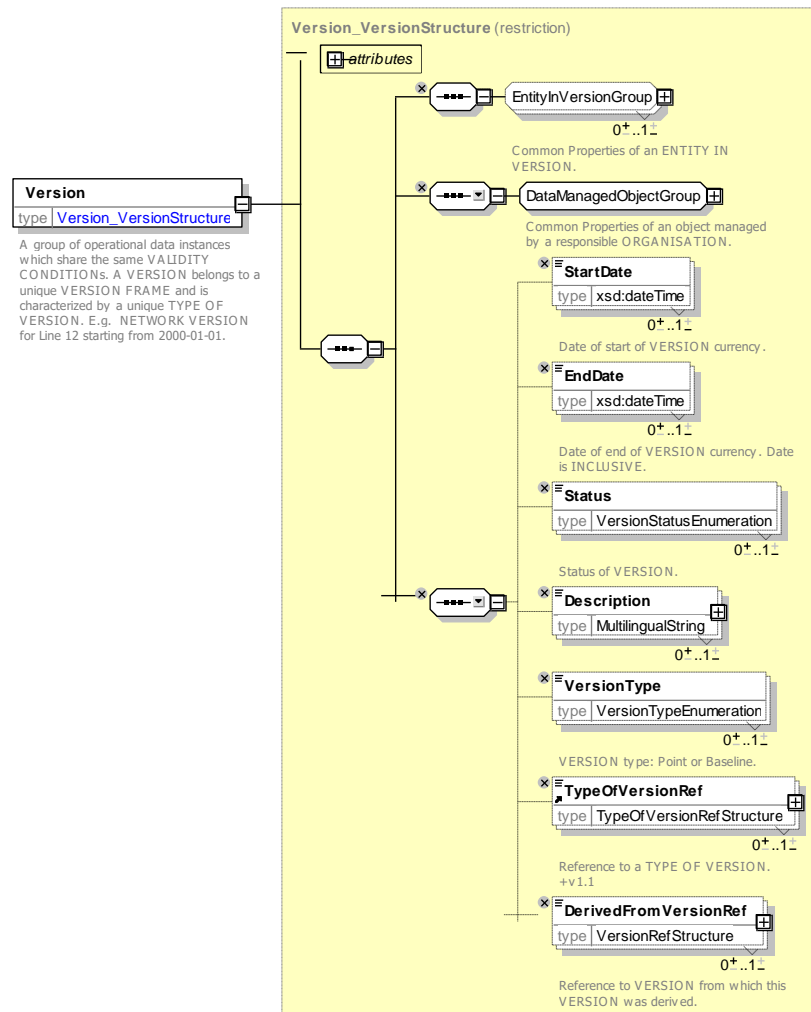 Version_VersionStructure (restriction)
attributes
EntityInVersionGroup
0..1
Common Properties of an ENTITY IN
VERSION.
Version
type Version_VersionStructure
A group of operational data instances
which share the same VALIDITY
CONDITIONs. A VERSION belongs to a
unique VERSION FRAME and is
characterized by a unique TYPE OF
VERSION. E.g. NETWORK VERSION
for Line 12 starting from 2000-01-01.
DataManagedObjectGroup
Common Properties of an object managed
by a responsible ORGANISATION.
StartDate
type xsd:dateTime
0..1
Date of start of VERSION currency.
EndDate
type xsd:dateTime
0..1
Date of end of VERSION currency. Date
is INCLUSIVE.
Status
type VersionStatusEnumeration
0..1
Status of VERSION.
Description
type MultilingualString
0..1
VersionType
type VersionTypeEnumeration
0..1
VERSION type: Point or Baseline.
TypeOfVersionRef
type TypeOfVersionRefStructure
0..1
Reference to a TYPE OF VERSION.
+v1.1
DerivedFromVersionRef
type VersionRefStructure
0..1
Reference to VERSION from which this
VERSION was derived.